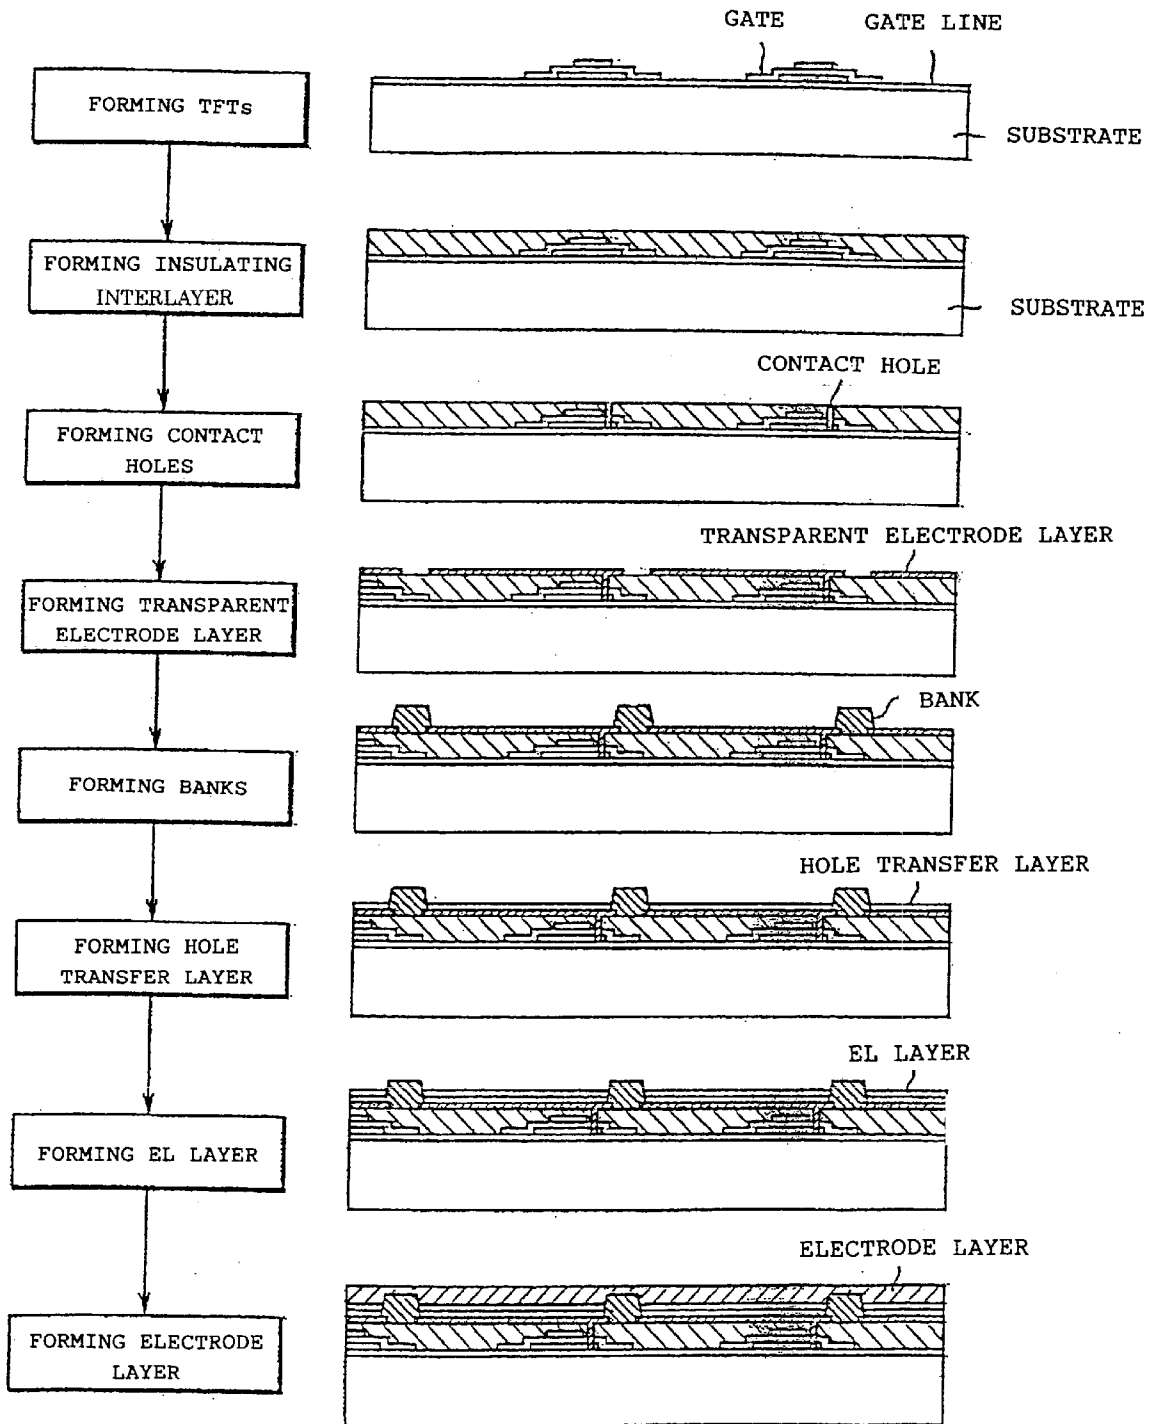 GATE
GATE LINE
FORMING TFTs
SUBSTRATE
FORMING INSULATING
INTERLAYER
SUBSTRATE
CONTACT HOLE
FORMING CONTACT
HOLES
TRANSPARENT ELECTRODE LAYER
FORMING TRANSPARENT
ELECTRODE LAYER
BANK
FORMING BANKS
HOLE TRANSFER LAYER
FORMING HOLE
TRANSFER LAYER
EL LAYER
FORMING EL LAYER
ELECTRODE LAYER
FORMING ELECTRODE
LAYER